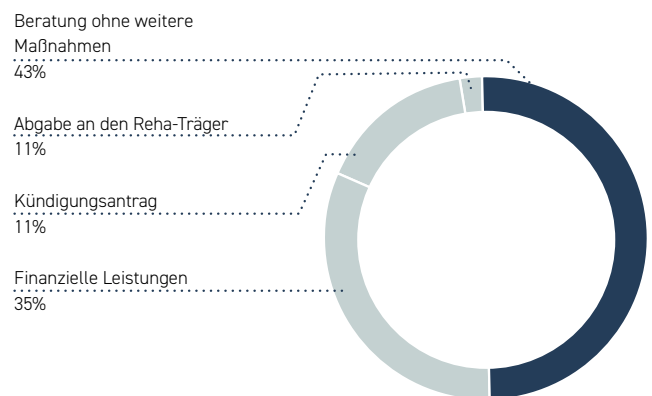 Beratung ohne weitere
Maßnahmen
43%
Abgabe an den Reha-Träger
11%
Kündigungsantrag
11%
Finanzielle Leistungen
35%